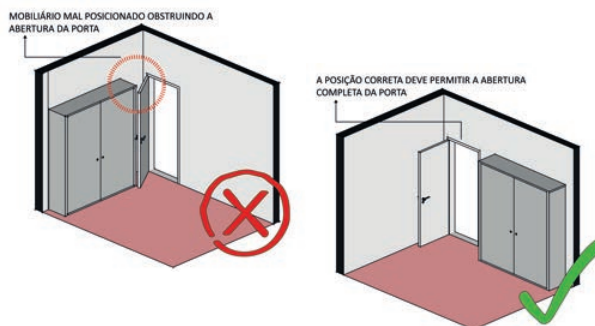 MOBILIÁRIO MAL POSICIONADO OBSTRUINDO A
ABERTURA DA PORTA
A POSIÇÃO CORRETA DEVE PERMITIR A ABERTURA
COMPLETA DA PORTA